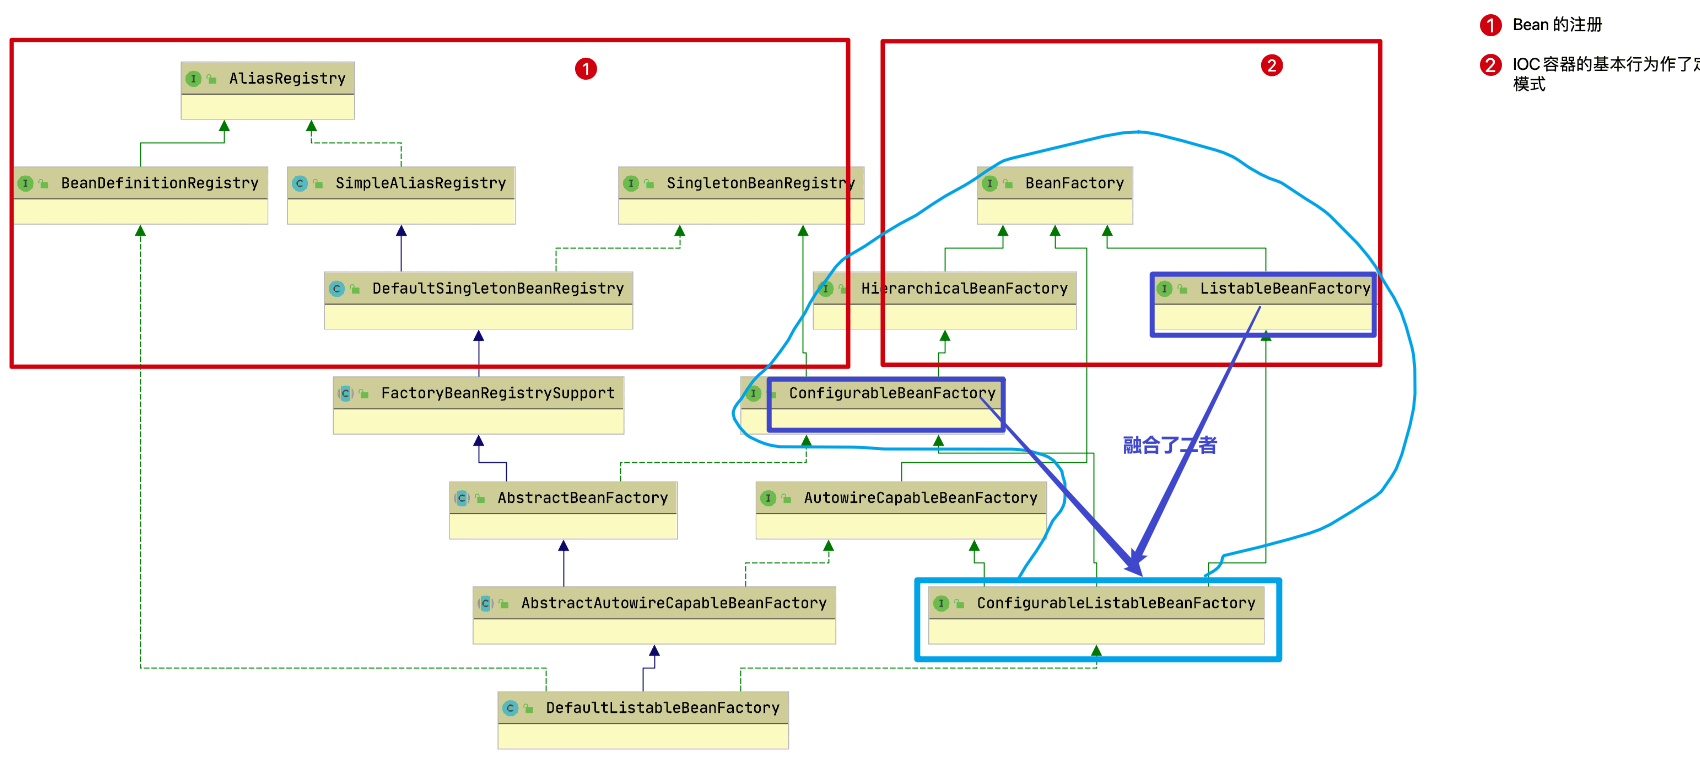 1 Bean 的注册
2 IOC 容器的基本行为作了定
模式
1
2
I AliasRegistry
I BeanDefinitionRegistry
C SimpleAliasRegistry
I SingletonBeanRegistry
I BeanFactory
C DefaultSingletonBeanRegistry
I HierarchicalBeanFactory
I ListableBeanFactory
C FactoryBeanRegistrySupport
I ConfigurableBeanFactory
融合了二者
C AbstractBeanFactory
I AutowireCapableBeanFactory
C AbstractAutowireCapableBeanFactory
I ConfigurableListableBeanFactory
C DefaultListableBeanFactory